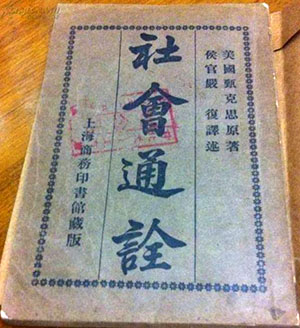 美國甄克思原著
侯官嚴 復譯述
社會通詮
上海商務印書館藏版